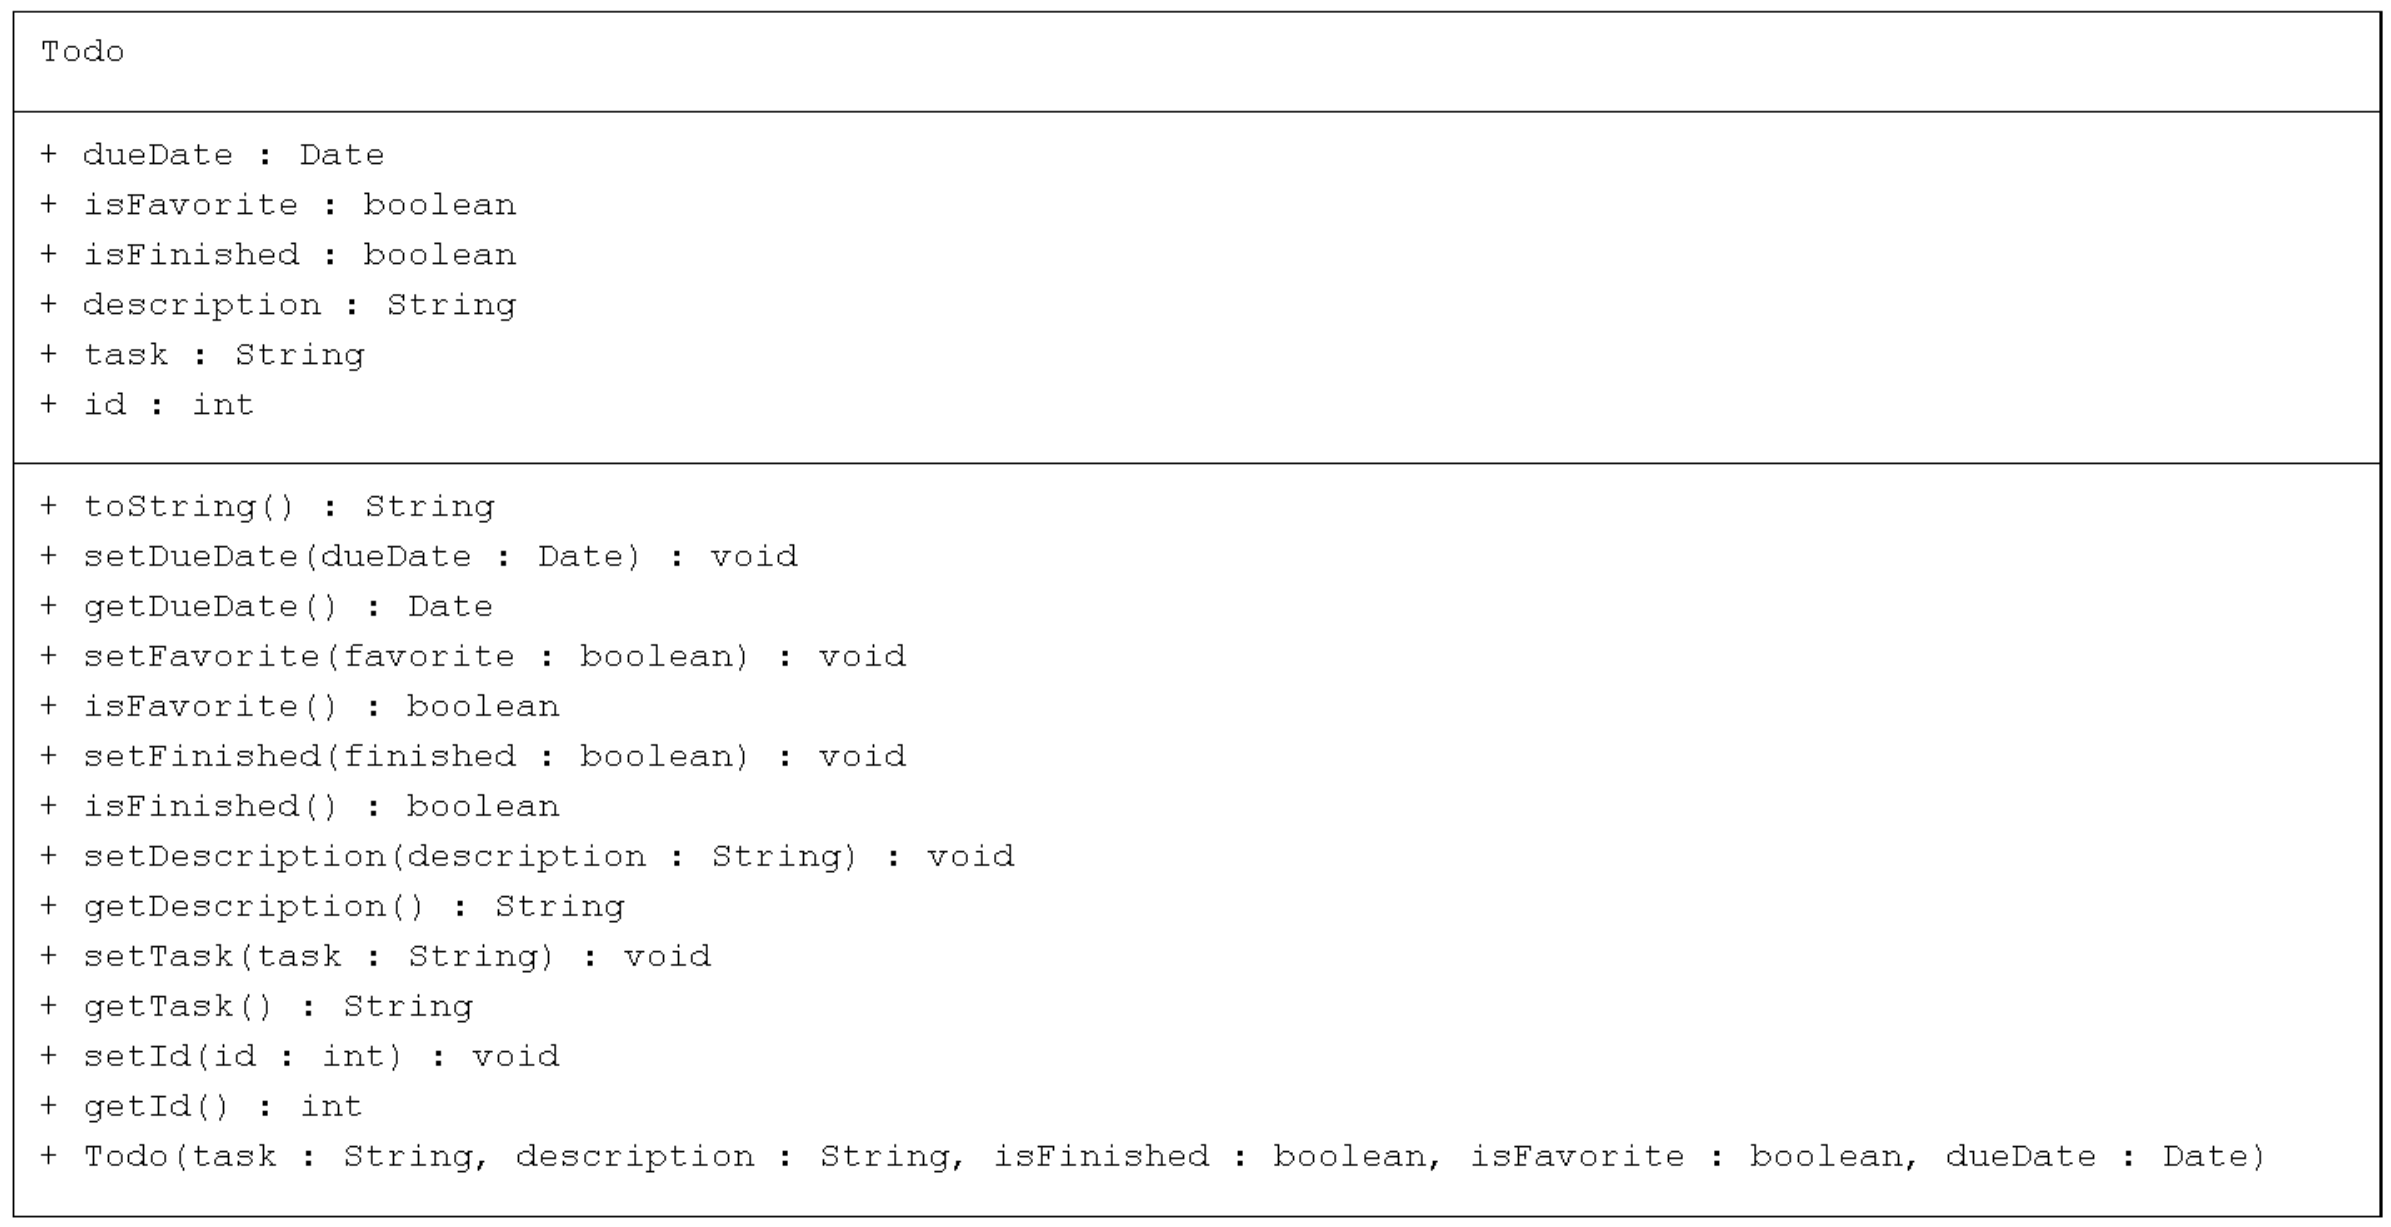 Todo
+ dueDate : Date
+ isFavorite : boolean
+ isFinished : boolean
+ description : String
+ task : String
+ id : int
+ toString() : String
+ setDueDate(dueDate : Date) : void
+ getDueDate() : Date
+ setFavorite(favorite : boolean) : void
+ isFavorite() : boolean
+ setFinished(finished : boolean) : void
+ isFinished() : boolean
+ setDescription(description : String) : void
+ getDescription() : String
+ setTask(task : String) : void
+ getTask() : String
+ setId(id : int) : void
+ getId() : int
+ Todo(task : String, description : String, isFinished : boolean, isFavorite : boolean, dueDate : Date)